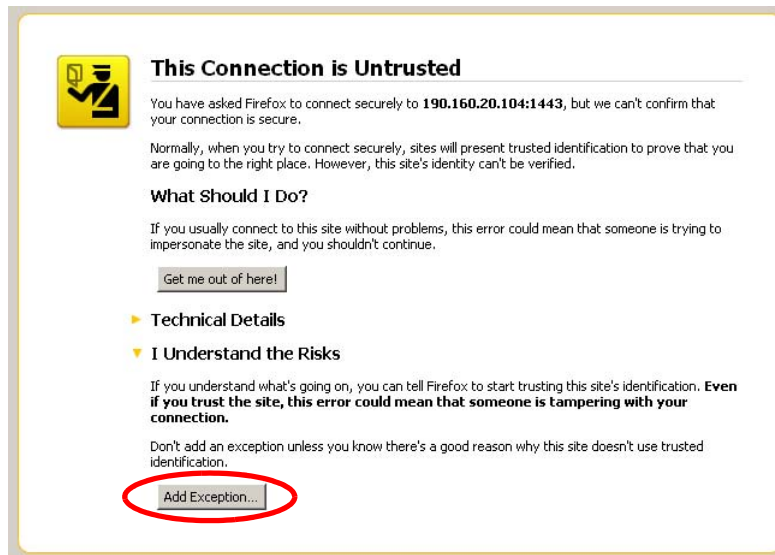 This Connection is Untrusted
You have asked Firefox to connect securely to 190.160.20.104:1443, but we can't confirm that
your connection is secure.
Normally, when you try to connect securely, sites will present trusted identification to prove that you
are going to the right place. However, this site's identity can't be verified.
What Should I Do?
If you usually connect to this site without problems, this error could mean that someone is trying to
impersonate the site, and you shouldn't continue.
Get me out of here!
Technical Details
I Understand the Risks
If you understand what's going on, you can tell Firefox to start trusting this site's identification. Even
if you trust the site, this error could mean that someone is tampering with your
connection.
Don't add an exception unless you know there's a good reason why this site doesn't use trusted
identification.
Add Exception...